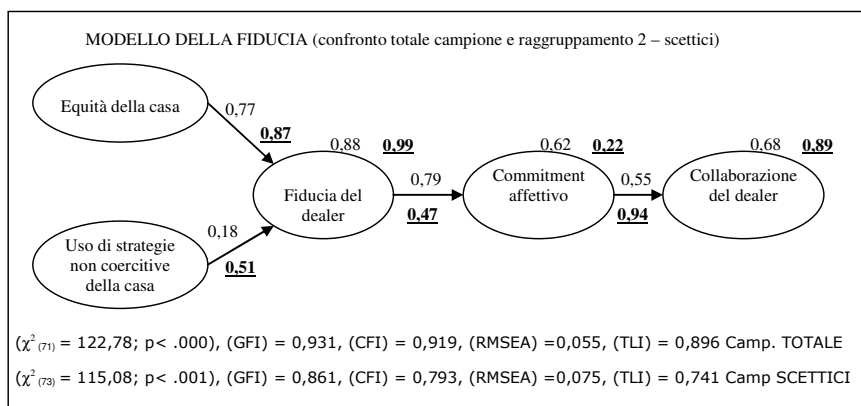 MODELLO DELLA FIDUCIA (confronto totale campione e raggruppamento 2 – scettici)
Equità della casa
0,77
0,87
0,88
0,99
0,62
0,22
0,68
0,89
Fiducia del
dealer
0,79
0,47
Commitment
affettivo
0,55
0,94
Collaborazione
del dealer
0,18
0,51
Uso di strategie
non coercitive
della casa
(χ² (71) = 122,78; p< .000), (GFI) = 0,931, (CFI) = 0,919, (RMSEA) =0,055, (TLI) = 0,896 Camp. TOTALE
(χ² (73) = 115,08; p< .001), (GFI) = 0,861, (CFI) = 0,793, (RMSEA) =0,075, (TLI) = 0,741 Camp SCETTICI